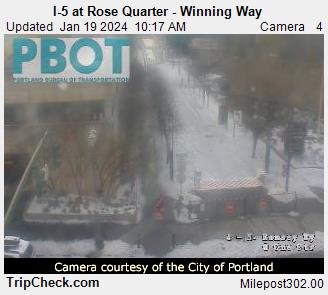 I-5 at Rose Quarter - Winning Way
Updated Jan 19 2024 10:17 AM Camera 4
PBOT
PORTLAND BUREAU OF TRANSPORTATION
Camera courtesy of the City of Portland
TripCheck.com Milepost302.00